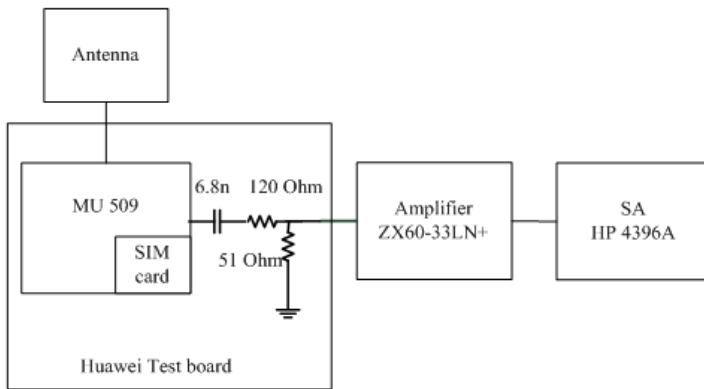 Antenna
6.8n 120 Ohm
MU 509
Amplifier
ZX60-33LN+
SA
HP 4396A
SIM
card
51 Ohm
Huawei Test board